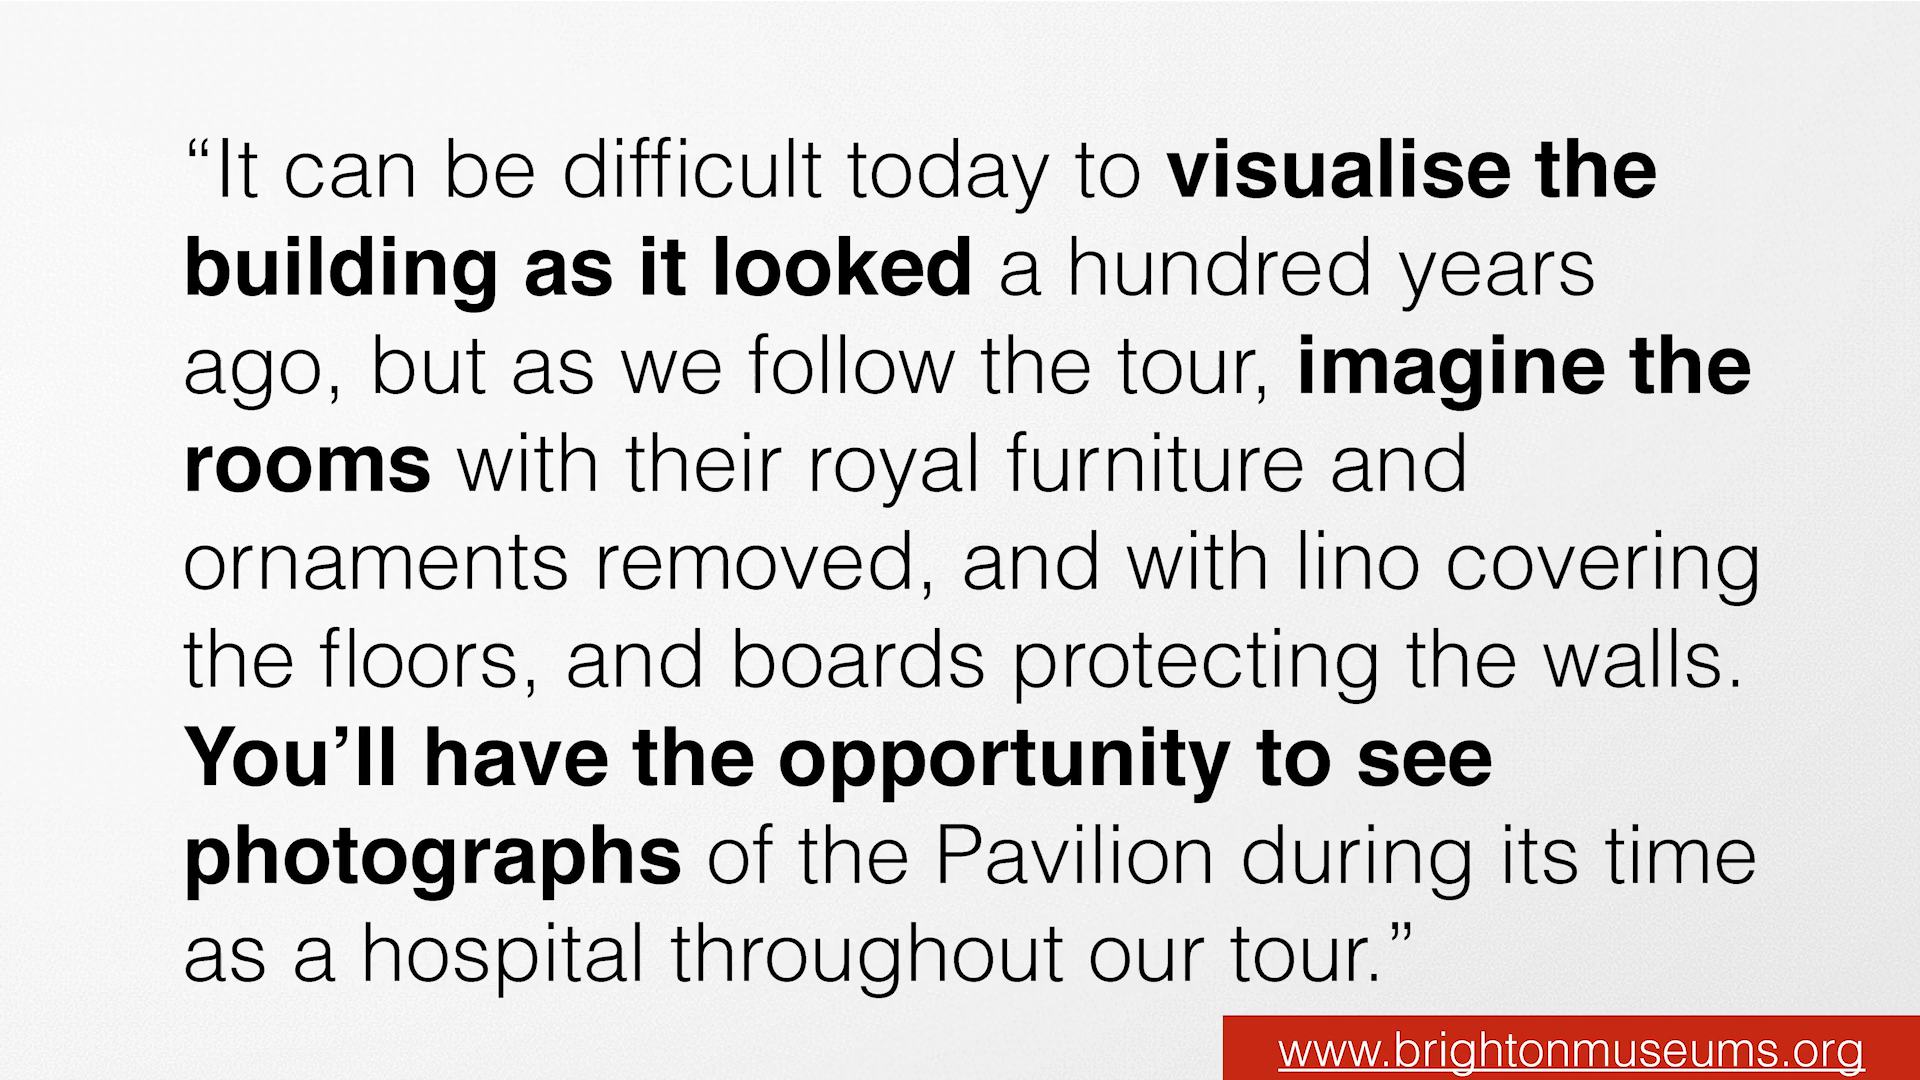 “It can be difficult today to visualise the
building as it looked a hundred years
ago, but as we follow the tour, imagine the
rooms with their royal furniture and
ornaments removed, and with lino covering
the floors, and boards protecting the walls.
You’ll have the opportunity to see
photographs of the Pavilion during its time
as a hospital throughout our tour.”
www.brightonmuseums.org